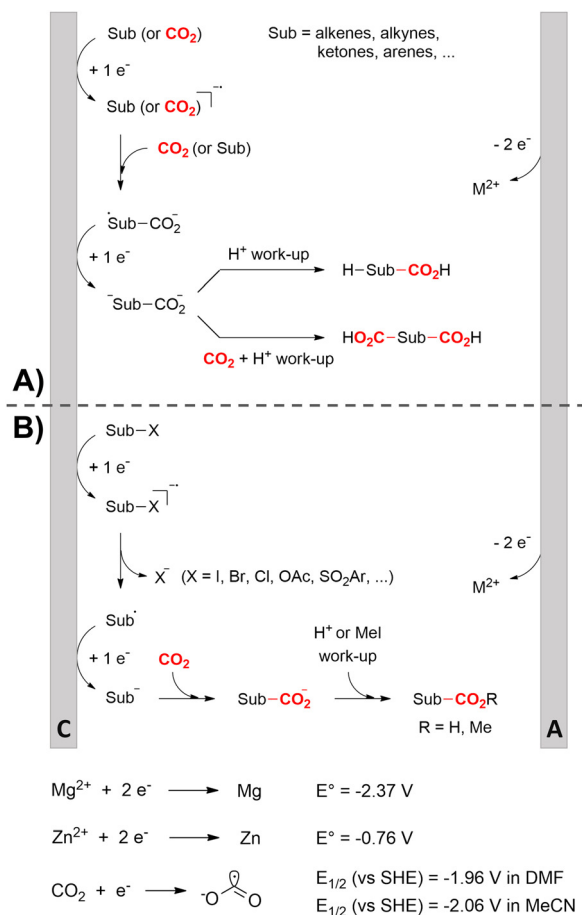 Sub (or CO₂)
+ 1 e⁻
Sub (or CO₂) ⁻•
CO₂ (or Sub)
•Sub–CO₂⁻
+ 1 e⁻
⁻Sub–CO₂⁻
H⁺ work-up
H–Sub–CO₂H
HO₂C–Sub–CO₂H
CO₂ + H⁺ work-up
Sub = alkenes, alkynes,
ketones, arenes, ...
- 2 e⁻
M²⁺
A)
B)
Sub–X
+ 1 e⁻
Sub–X ⁻•
X⁻ (X = I, Br, Cl, OAc, SO₂Ar, ...)
- 2 e⁻
M²⁺
Sub•
+ 1 e⁻
Sub⁻
CO₂
Sub–CO₂⁻
H⁺ or MeI
work-up
Sub–CO₂R
R = H, Me
C
A
Mg²⁺ + 2 e⁻ → Mg E° = -2.37 V
Zn²⁺ + 2 e⁻ → Zn E° = -0.76 V
CO₂ + e⁻ → ⁻O • O E₁/₂ (vs SHE) = -1.96 V in DMF
E₁/₂ (vs SHE) = -2.06 V in MeCN